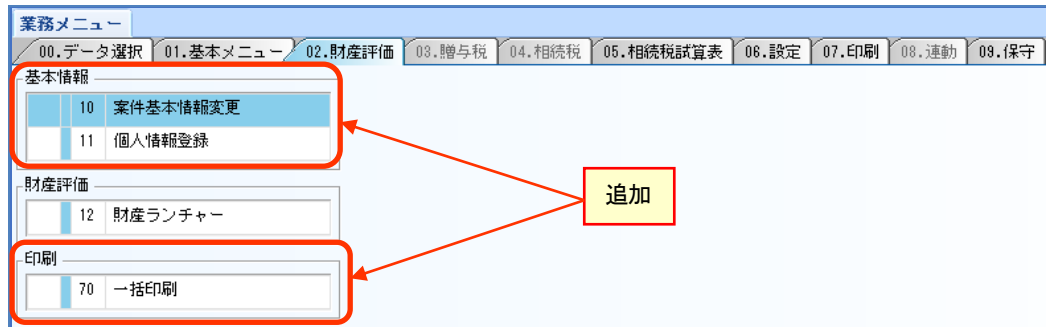 業務メニュー
00.データ選択 01.基本メニュー 02.財産評価 03.贈与税 04.相続税 05.相続税試算表 06.設定 07.印刷 08.連動 09.保守
基本情報
10 案件基本情報変更
11 個人情報登録
財産評価
12 財産ランチャー
追加
印刷
70 一括印刷